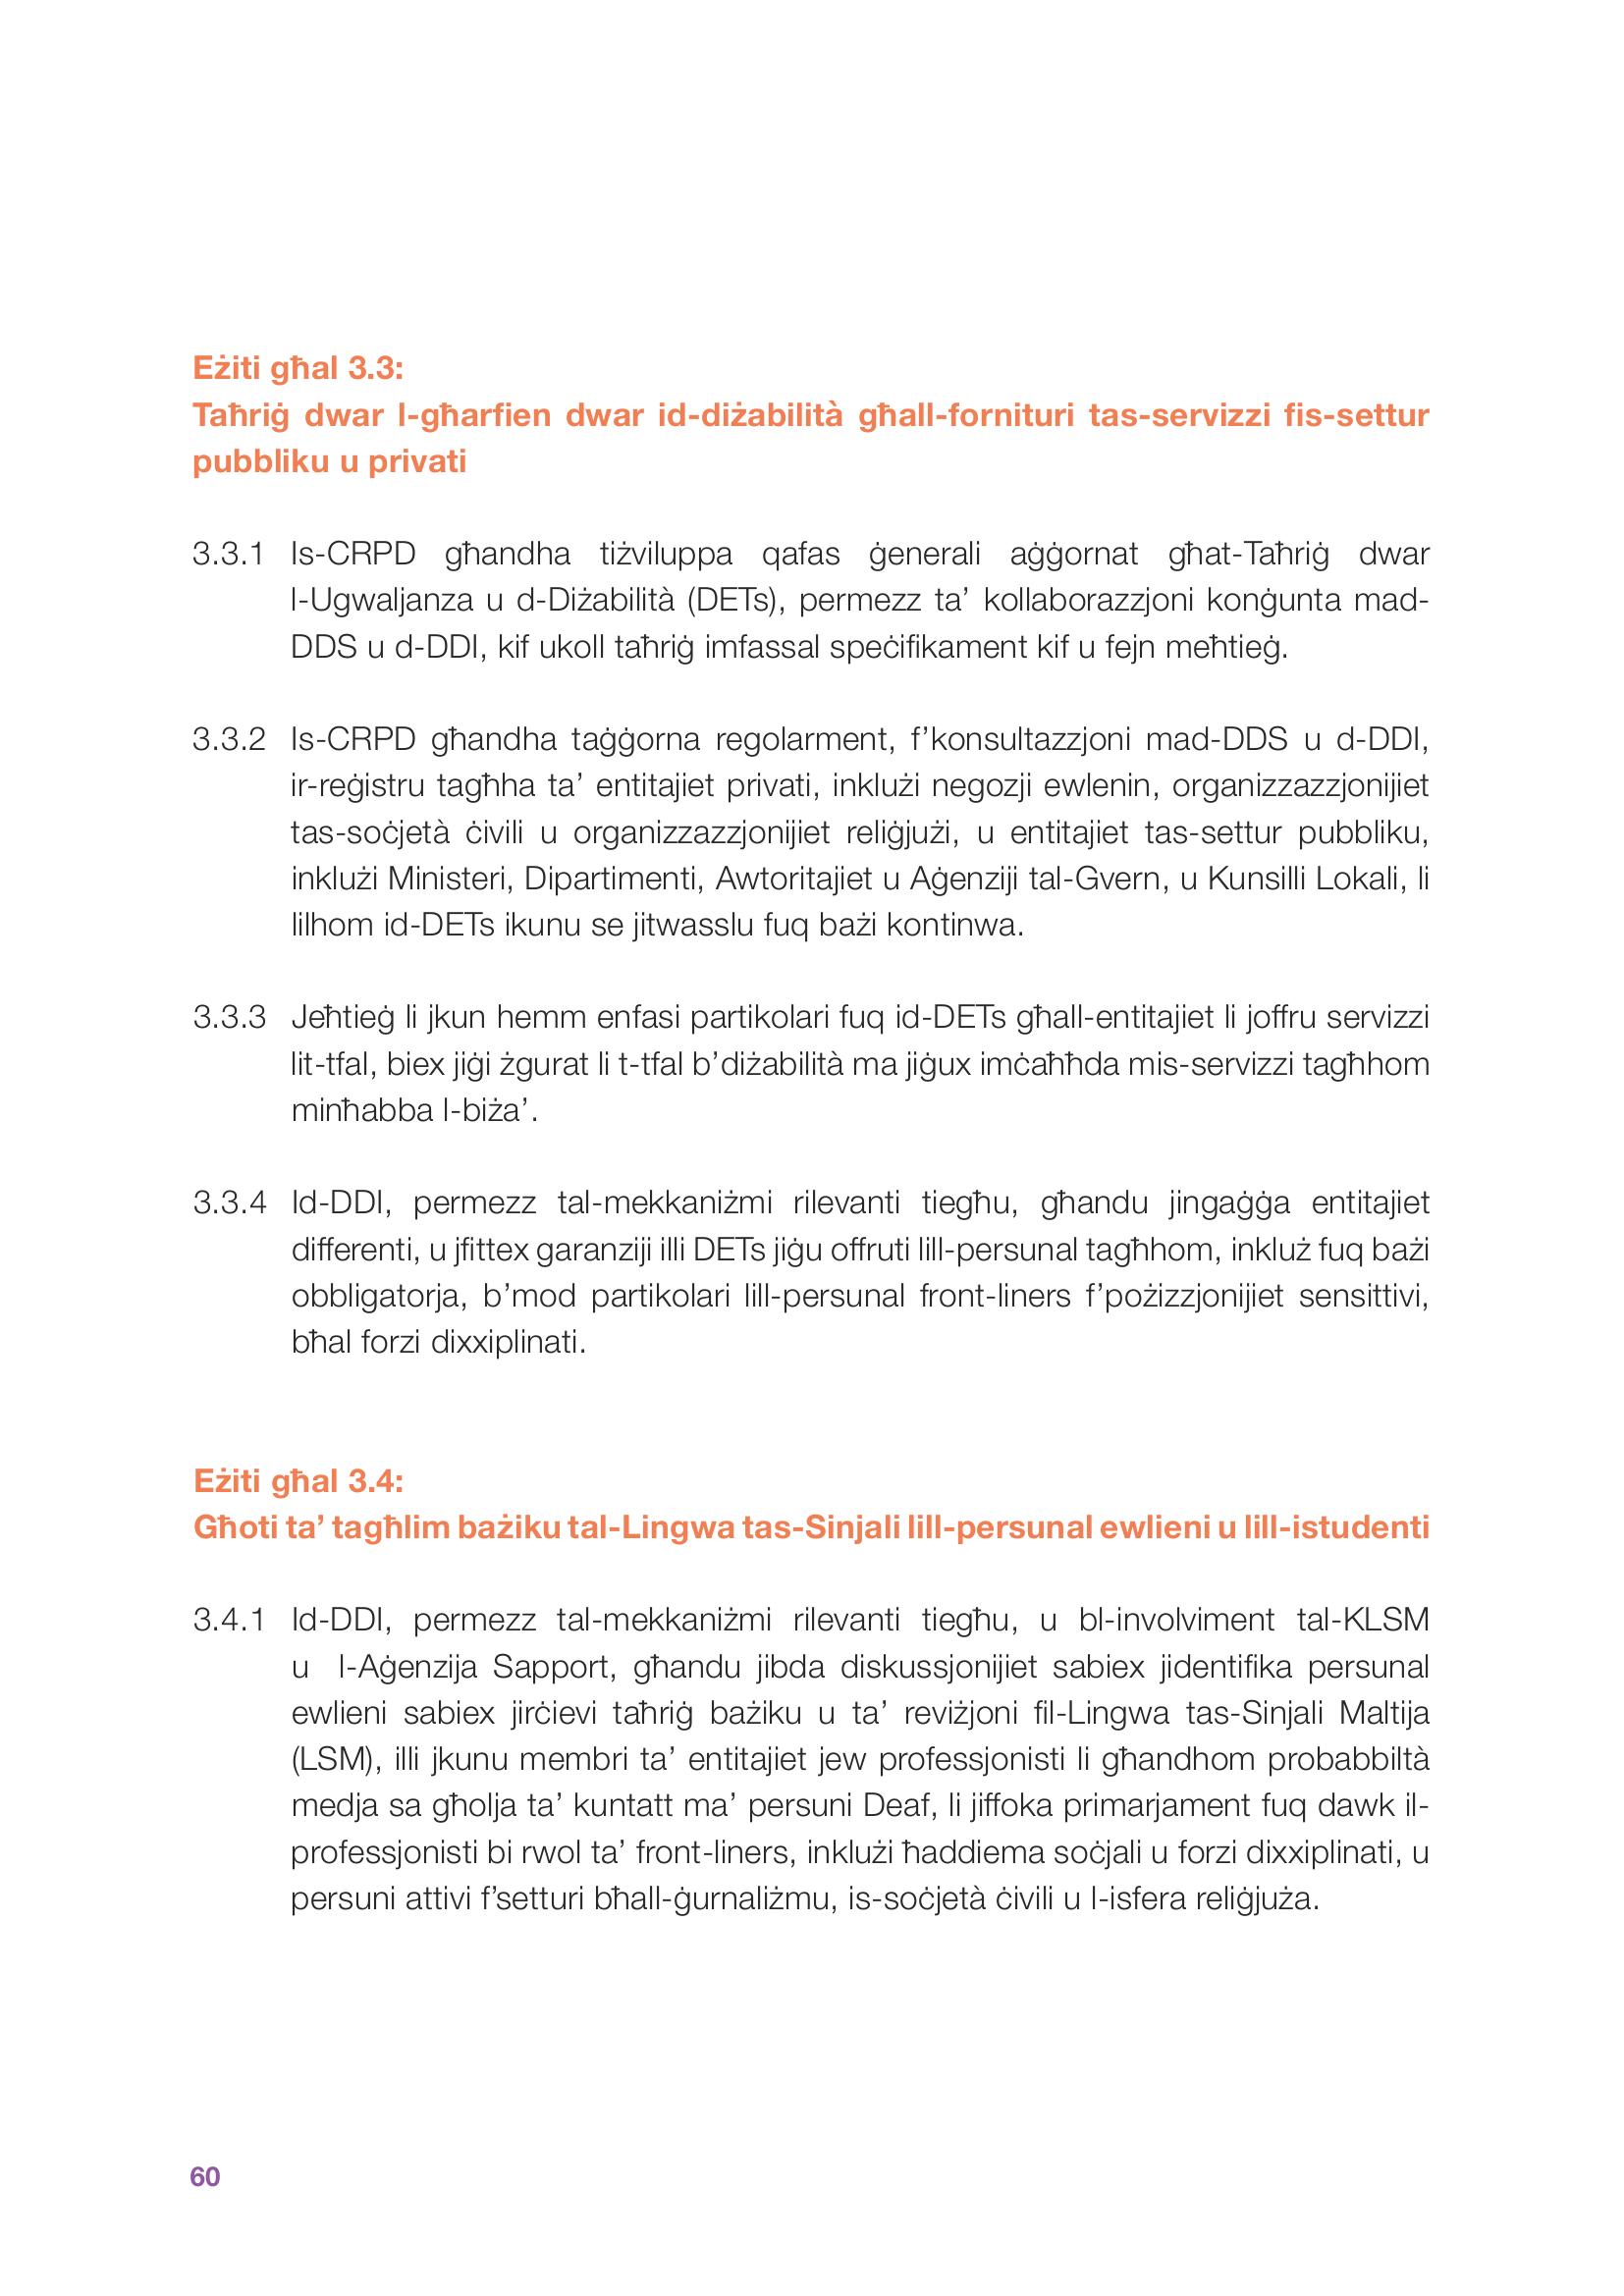 Eżiti għal 3.3:
Taħriġ dwar l-għarfien dwar id-diżabilità għall-fornituri tas-servizzi fis-settur
pubbliku u privati
3.3.1 Is-CRPD għandha tiżviluppa qafas ġenerali aġġornat għat-Taħriġ dwar
l-Ugwaljanza u d-Diżabilità (DETs), permezz ta’ kollaborazzjoni konġunta mad-
DDS u d-DDI, kif ukoll taħriġ imfassal speċifikament kif u fejn meħtieġ.
3.3.2 Is-CRPD għandha taġġorna regolarment, f’konsultazzjoni mad-DDS u d-DDI,
ir-reġistru tagħha ta’ entitajiet privati, inklużi negozji ewlenin, organizzazzjonijiet
tas-soċjetà ċivili u organizzazzjonijiet reliġjużi, u entitajiet tas-settur pubbliku,
inklużi Ministeri, Dipartimenti, Awtoritajiet u Aġenziji tal-Gvern, u Kunsilli Lokali, li
lilhom id-DETs ikunu se jitwasslu fuq bażi kontinwa.
3.3.3 Jeħtieġ li jkun hemm enfasi partikolari fuq id-DETs għall-entitajiet li joffru servizzi
lit-tfal, biex jiġi żgurat li t-tfal b’diżabilità ma jiġux imċaħħda mis-servizzi tagħhom
minħabba l-biża’.
3.3.4 Id-DDI, permezz tal-mekkaniżmi rilevanti tiegħu, għandu jingaġġa entitajiet
differenti, u jfittex garanziji illi DETs jiġu offruti lill-persunal tagħhom, inkluż fuq bażi
obbligatorja, b’mod partikolari lill-persunal front-liners f’pożizzjonijiet sensittivi,
bħal forzi dixxiplinati.
Eżiti għal 3.4:
Għoti ta’ tagħlim bażiku tal-Lingwa tas-Sinjali lill-persunal ewlieni u lill-istudenti
3.4.1 Id-DDI, permezz tal-mekkaniżmi rilevanti tiegħu, u bl-involviment tal-KLSM
u l-Aġenzija Sapport, għandu jibda diskussjonijiet sabiex jidentifika persunal
ewlieni sabiex jirċievi taħriġ bażiku u ta’ reviżjoni fil-Lingwa tas-Sinjali Maltija
(LSM), illi jkunu membri ta’ entitajiet jew professjonisti li għandhom probabbiltà
medja sa għolja ta’ kuntatt ma’ persuni Deaf, li jiffoka primarjament fuq dawk il-
professjonisti bi rwol ta’ front-liners, inklużi ħaddiema soċjali u forzi dixxiplinati, u
persuni attivi f’setturi bħall-ġurnaliżmu, is-soċjetà ċivili u l-isfera reliġjuża.
60